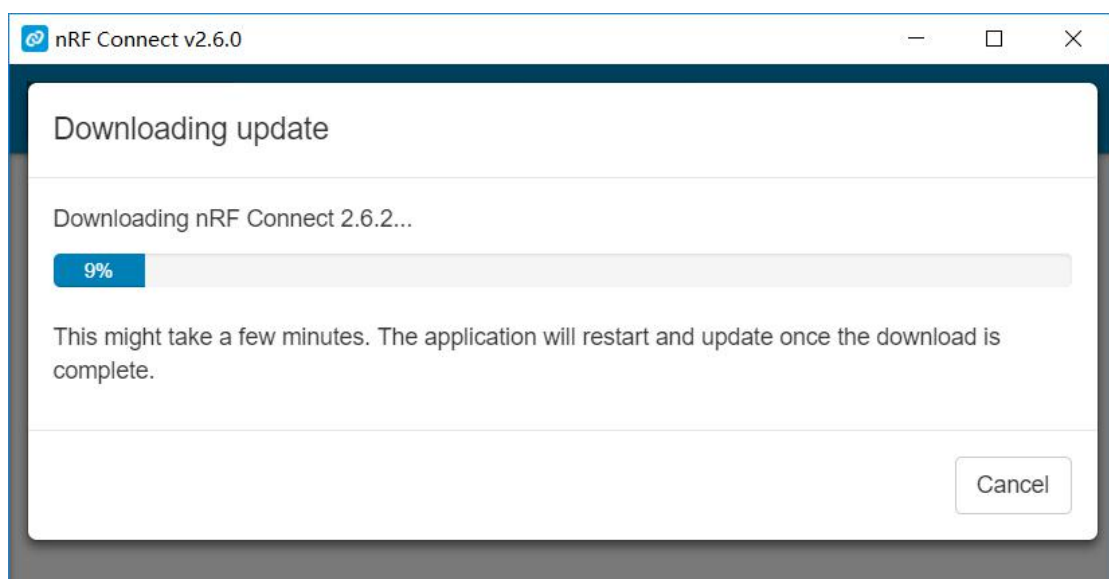 nRF Connect v2.6.0
Downloading update
Downloading nRF Connect 2.6.2...
9%
This might take a few minutes. The application will restart and update once the download is
complete.
Cancel